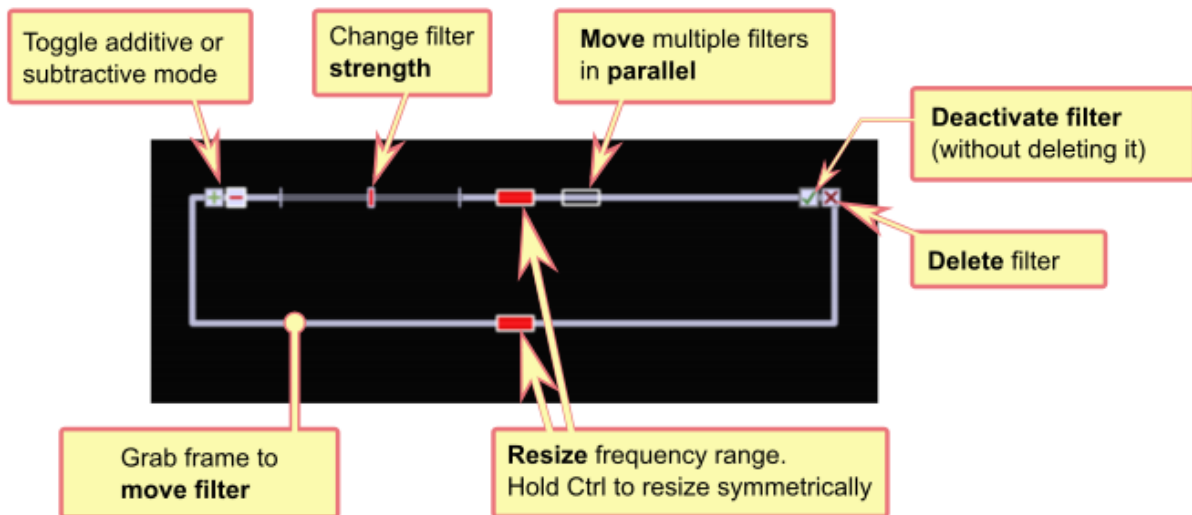 Toggle additive or
subtractive mode
Change filter
strength
Move multiple filters
in parallel
Deactivate filter
(without deleting it)
Delete filter
Grab frame to
move filter
Resize frequency range.
Hold Ctrl to resize symmetrically